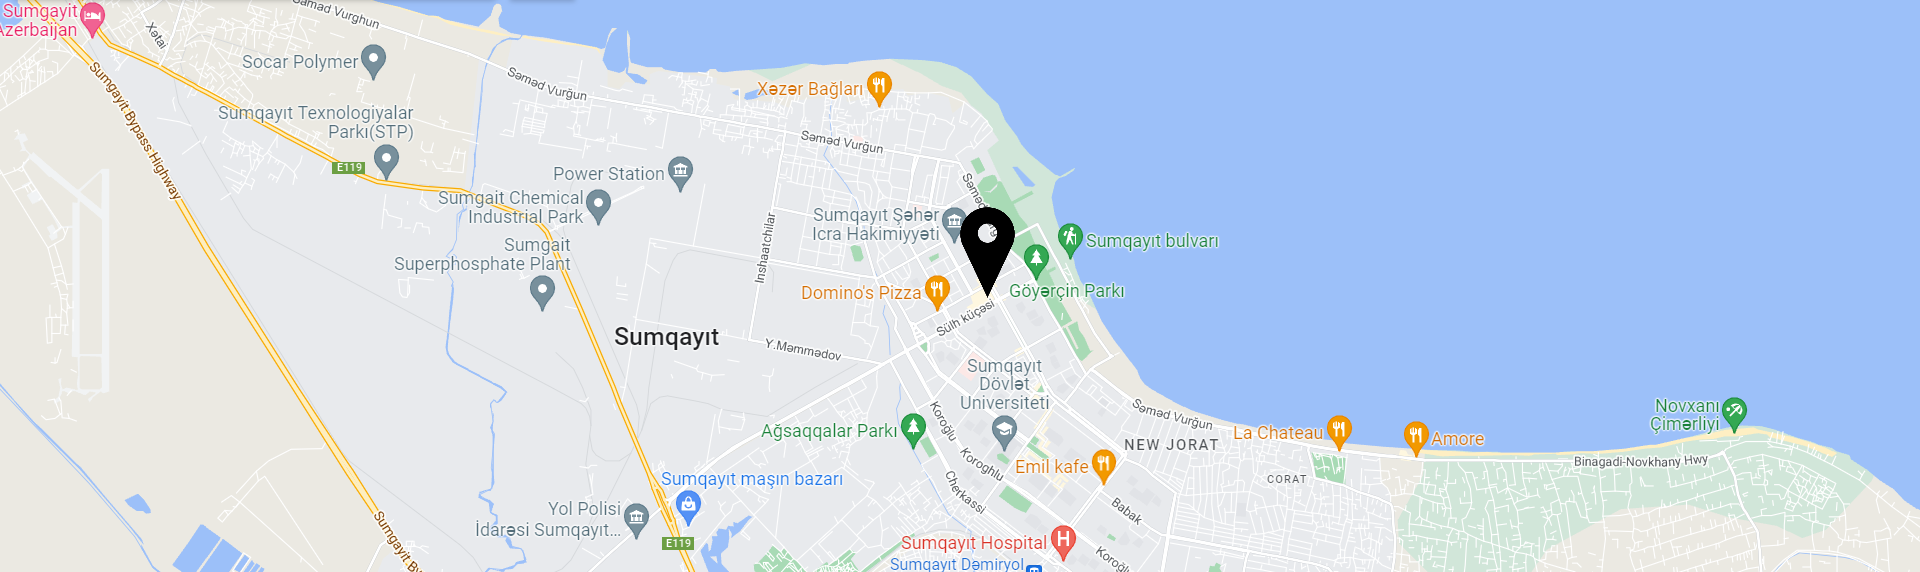 Sumgayit
Azerbaijan
Xətai
Səməd Vurghun
Socar Polymer
Səməd Vurğun
Xəzər Bağları
Sumqayıt Texnologiyalar
Parkı(STP)
Sumgayit Bypass Highway
Səməd Vurğun
E119
Power Station
Səməd
Sumgait Chemical
Industrial Park
Sumqayıt Şəhər
Icra Hakimiyyəti
Inshaatchilar
Sumqayıt bulvarı
Sumgait
Superphosphate Plant
Domino's Pizza
Göyərçin Parkı
Sülh küçəsi
Sumqayıt
Y.Məmmədov
Sumqayıt
Dövlət
Universiteti
Səməd Vurğun
Koroğlu
Novxanı
Çimərliyi
Ağsaqqalar Parkı
La Chateau
Amore
NEW JORAT
Koroghlu
Emil kafe
Binagadi-Novkhany Hwy
CORAT
Sumqayıt maşın bazarı
Cherkassi
Babak
Yol Polisi
İdarəsi Sumqayıt...
Sumgayit By
E119
Sumqayıt Hospital
Koroğlu
Sumqayıt Dəmiryol